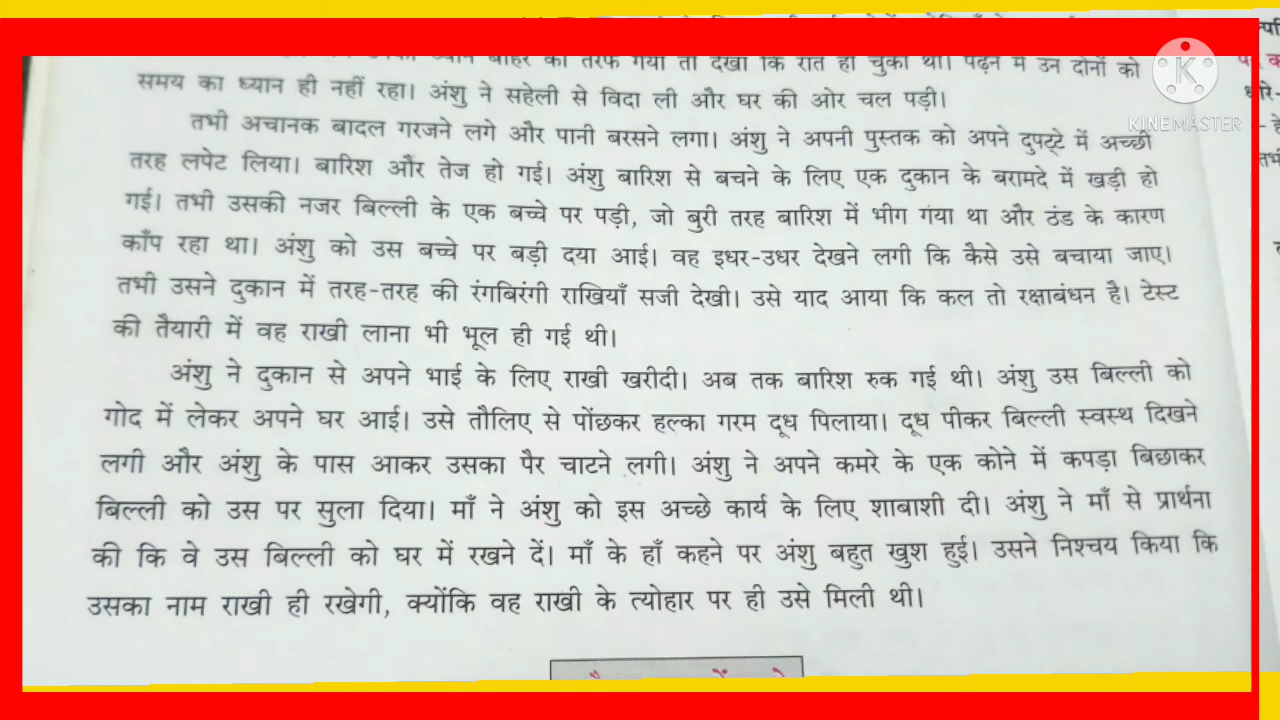 बाहर की तरफ गया तो देखा कि रात हो चुकी थी। पढ़ने में उन दोनों को
समय का ध्यान ही नहीं रहा। अंशु ने सहेली से विदा ली और घर की ओर चल पड़ी।
तभी अचानक बादल गरजने लगे और पानी बरसने लगा। अंशु ने अपनी पुस्तक को अपने दुपट्टे में अच्छी
तरह लपेट लिया। बारिश और तेज हो गई। अंशु बारिश से बचने के लिए एक दुकान के बरामदे में खड़ी हो
गई। तभी उसकी नजर बिल्ली के एक बच्चे पर पड़ी, जो बुरी तरह बारिश में भीग गया था और ठंड के कारण
काँप रहा था। अंशु को उस बच्चे पर बड़ी दया आई। वह इधर-उधर देखने लगी कि कैसे उसे बचाया जाए।
तभी उसने दुकान में तरह-तरह की रंगबिरंगी राखियाँ सजी देखी। उसे याद आया कि कल तो रक्षाबंधन है। टेस्ट
की तैयारी में वह राखी लाना भी भूल ही गई थी।
अंशु ने दुकान से अपने भाई के लिए राखी खरीदी। अब तक बारिश रुक गई थी। अंशु उस बिल्ली को
गोद में लेकर अपने घर आई। उसे तौलिए से पोंछकर हल्का गरम दूध पिलाया। दूध पीकर बिल्ली स्वस्थ दिखने
लगी और अंशु के पास आकर उसका पैर चाटने लगी। अंशु ने अपने कमरे के एक कोने में कपड़ा बिछाकर
बिल्ली को उस पर सुला दिया। माँ ने अंशु को इस अच्छे कार्य के लिए शाबाशी दी। अंशु ने माँ से प्रार्थना
की कि वे उस बिल्ली को घर में रखने दें। माँ के हाँ कहने पर अंशु बहुत खुश हुई। उसने निश्चय किया कि
उसका नाम राखी ही रखेगी, क्योंकि वह राखी के त्योहार पर ही उसे मिली थी।
K
KINEMASTER